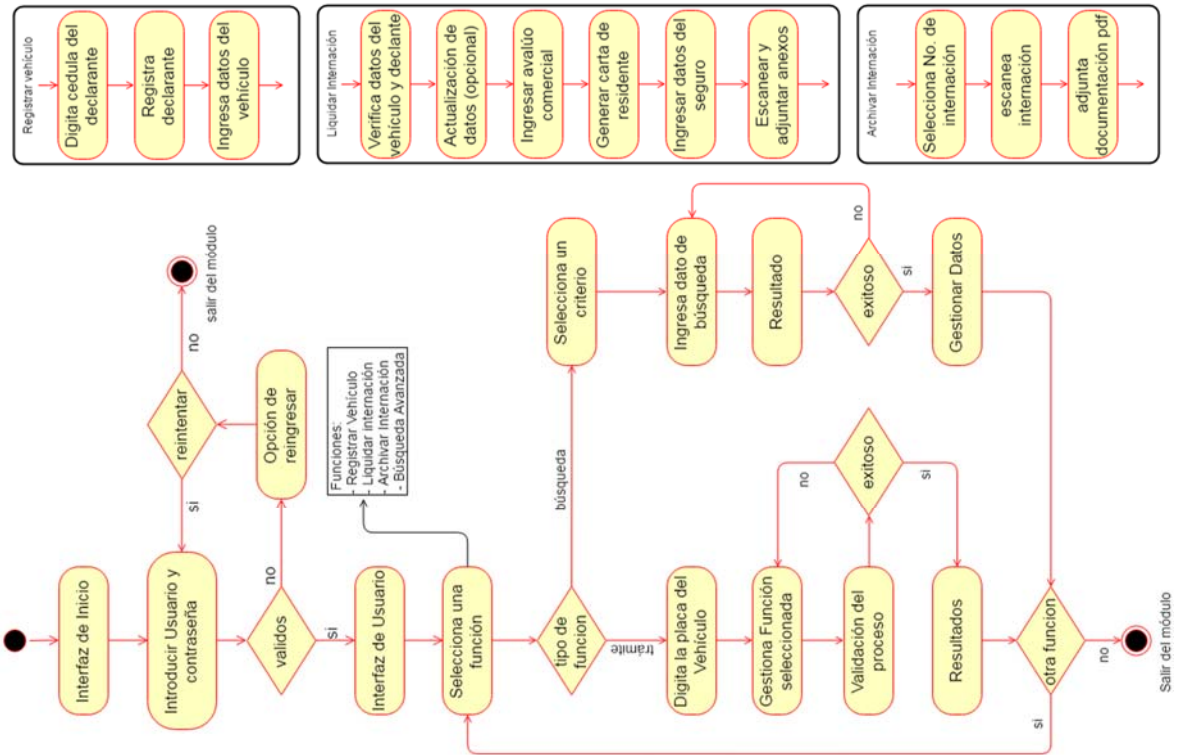 Interfaz de Inicio
Introducir Usuario y
contraseña
validos
no
si
Opción de
reingresar
reintentar
si
no
salir del módulo
Interfaz de Usuario
Selecciona una
función
Funciones:
- Registrar Vehículo
- Liquidar internación
- Archivar Internación
- Búsqueda Avanzada
tipo de
funcion
trámite
búsqueda
Digita la placa del
Vehículo
Gestiona Función
seleccionada
Validación del
proceso
exitoso
no
si
Resultados
Selecciona un
criterio
Ingresa dato de
búsqueda
Resultado
exitoso
no
si
Gestionar Datos
otra funcion
si
no
Salir del módulo
Registrar vehículo
Digita cedula del
declarante
Registra
declarante
Ingresa datos del
vehículo
Liquidar Internación
Verifica datos del
vehículo y declante
Actualización de
datos (opcional)
Ingresar avalúo
comercial
Generar carta de
residente
Ingresar datos del
seguro
Escanear y
adjuntar anexos
Archivar Internación
Selecciona No. de
internación
escanea
internación
adjunta
documentación pdf